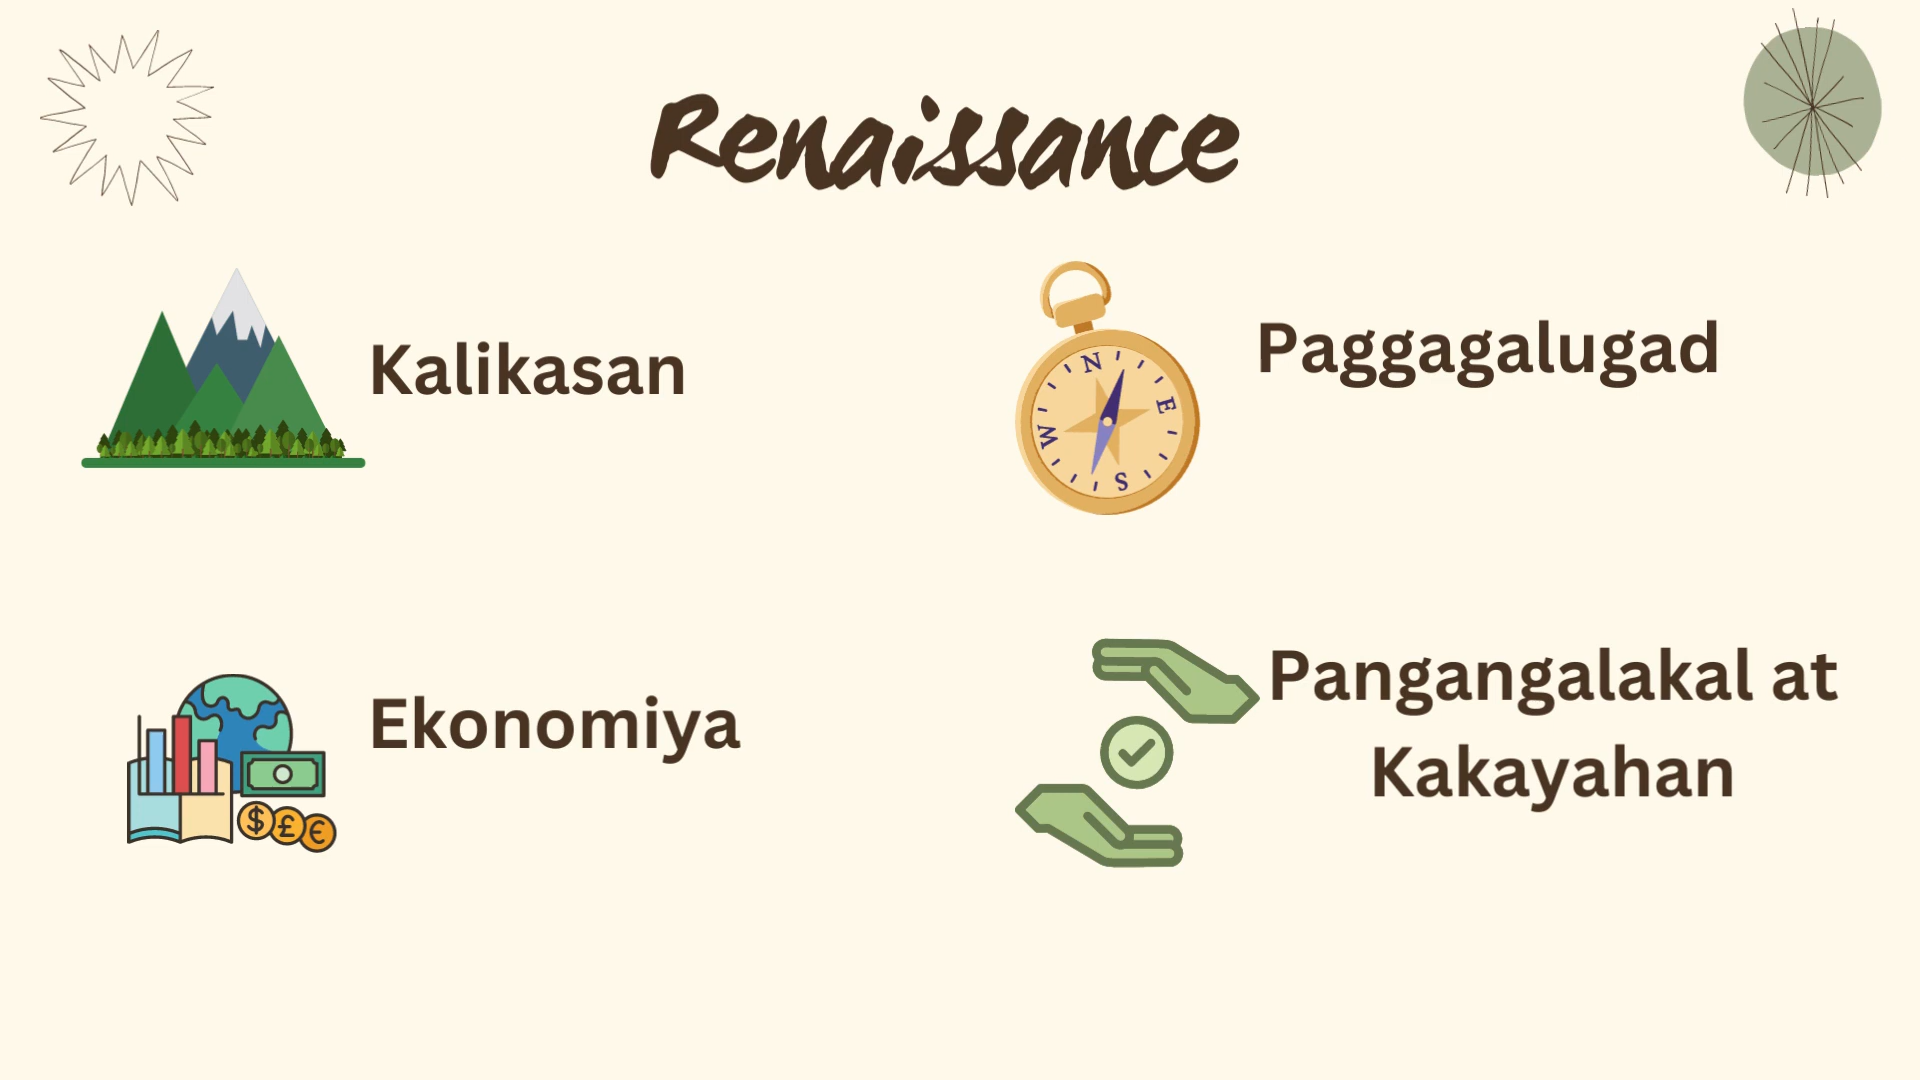 Renaissance
Kalikasan
Paggagalugad
N
E
S
W
Ekonomiya
$
£
€
Pangangalakal at
Kakayahan